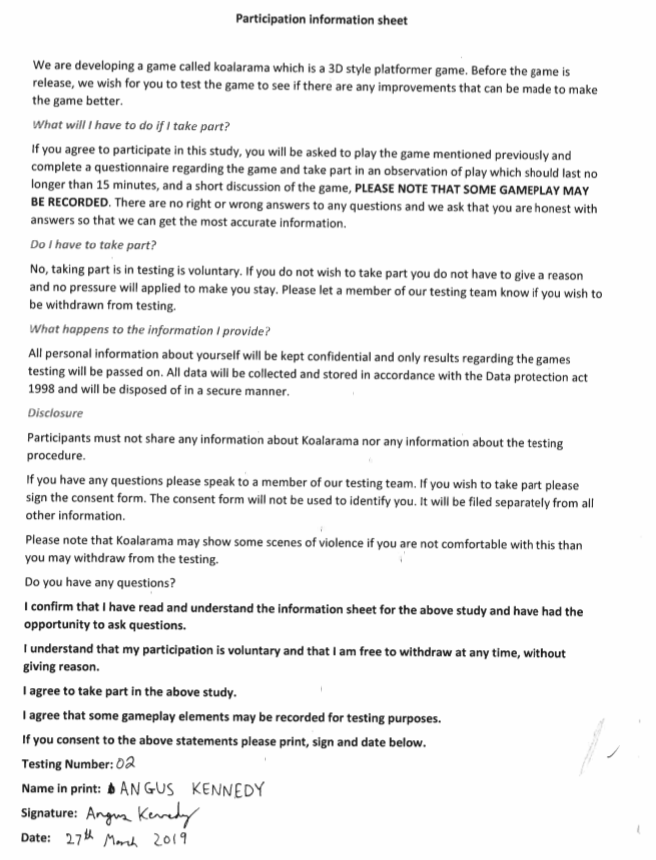 Participation information sheet
We are developing a game called koalarama which is a 3D style platformer game. Before the game is
release, we wish for you to test the game to see if there are any improvements that can be made to make
the game better.
What will I have to do if I take part?
If you agree to participate in this study, you will be asked to play the game mentioned previously and
complete a questionnaire regarding the game and take part in an observation of play which should last no
longer than 15 minutes, and a short discussion of the game, PLEASE NOTE THAT SOME GAMEPLAY MAY
BE RECORDED. There are no right or wrong answers to any questions and we ask that you are honest with
answers so that we can get the most accurate information.
Do I have to take part?
No, taking part is in testing is voluntary. If you do not wish to take part you do not have to give a reason
and no pressure will applied to make you stay. Please let a member of our testing team know if you wish to
be withdrawn from testing.
What happens to the information I provide?
All personal information about yourself will be kept confidential and only results regarding the games
testing will be passed on. All data will be collected and stored in accordance with the Data protection act
1998 and will be disposed of in a secure manner.
Disclosure
Participants must not share any information about Koalarama nor any information about the testing
procedure.
If you have any questions please speak to a member of our testing team. If you wish to take part please
sign the consent form. The consent form will not be used to identify you. It will be filed separately from all
other information.
Please note that Koalarama may show some scenes of violence if you are not comfortable with this than
you may withdraw from the testing.
Do you have any questions?
I confirm that I have read and understand the information sheet for the above study and have had the
opportunity to ask questions.
I understand that my participation is voluntary and that I am free to withdraw at any time, without
giving reason.
I agree to take part in the above study.
I agree that some gameplay elements may be recorded for testing purposes.
If you consent to the above statements please print, sign and date below.
Testing Number: 02
Name in print: ANGUS KENNEDY
Signature: Angus Kennedy
Date: 27th March 2019